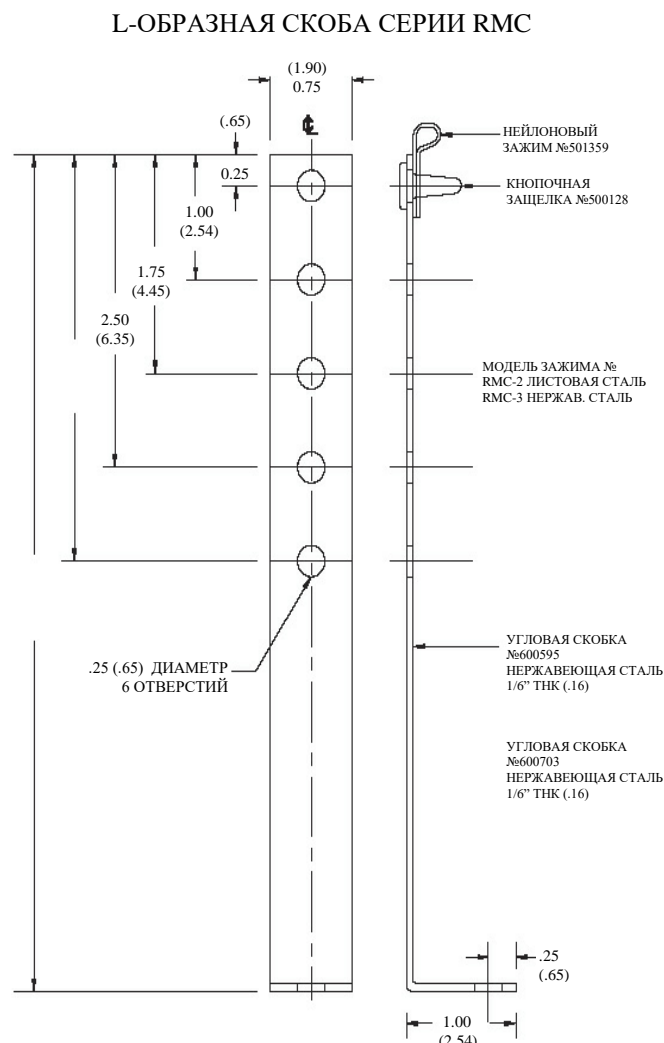 L-ОБРАЗНАЯ СКОБА СЕРИИ RMC
(1.90)
0.75
(.65)
0.25
1.00
(2.54)
1.75
(4.45)
2.50
(6.35)
НЕЙЛОНОВЫЙ
ЗАЖИМ №501359
КНОПОЧНАЯ
ЗАЩЕЛКА №500128
МОДЕЛЬ ЗАЖИМА №
RMC-2 ЛИСТОВАЯ СТАЛЬ
RMC-3 НЕРЖАВ. СТАЛЬ
.25 (.65) ДИАМЕТР
6 ОТВЕРСТИЙ
УГЛОВАЯ СКОБКА
№600595
НЕРЖАВЕЮЩАЯ СТАЛЬ
1/6” ТНК (.16)
УГЛОВАЯ СКОБКА
№600703
НЕРЖАВЕЮЩАЯ СТАЛЬ
1/6” ТНК (.16)
.25
(.65)
1.00
(2.54)